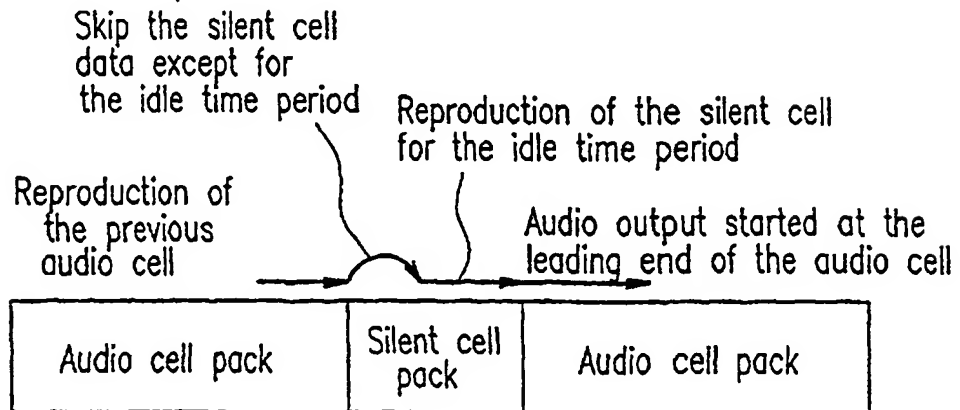 Skip the silent cell
data except for
the idle time period
Reproduction of the silent cell
for the idle time period
Reproduction of
the previous
audio cell
Audio output started at the
leading end of the audio cell
Audio cell pack
Silent cell
pack
Audio cell pack